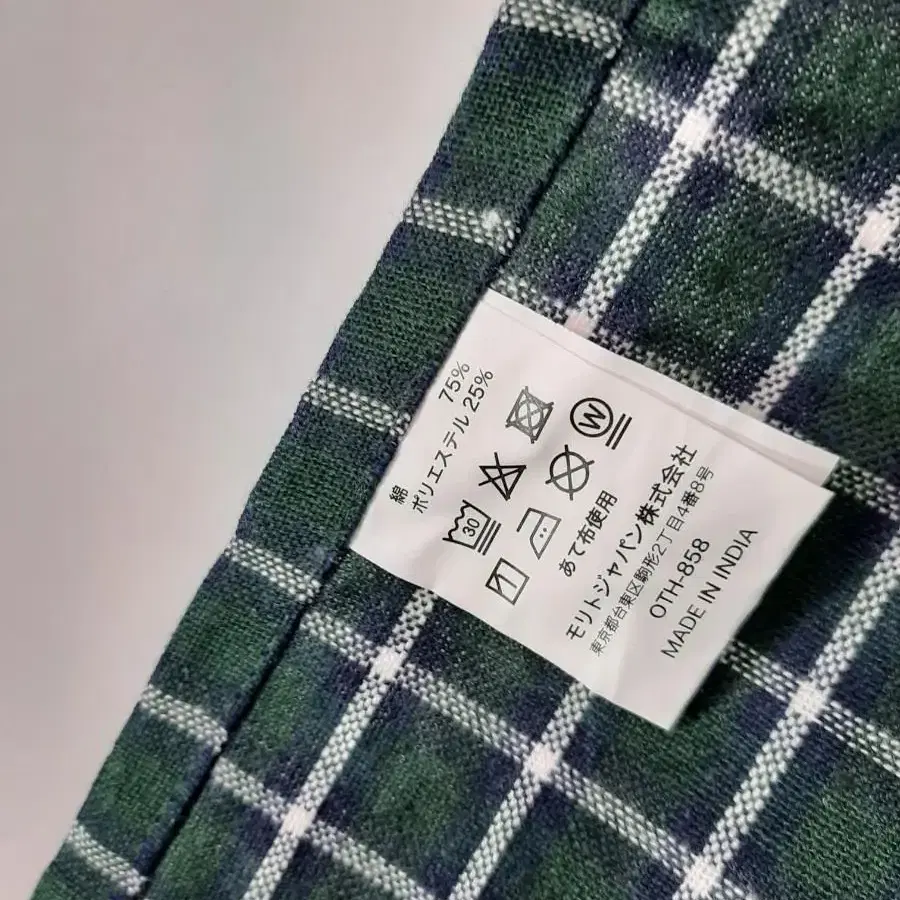 綿 75%
ポリエステル 25%
30
W
あて布使用
モリトジャパン株式会社
東京都台東区駒形2丁目4番8号
OTH-858
MADE IN INDIA